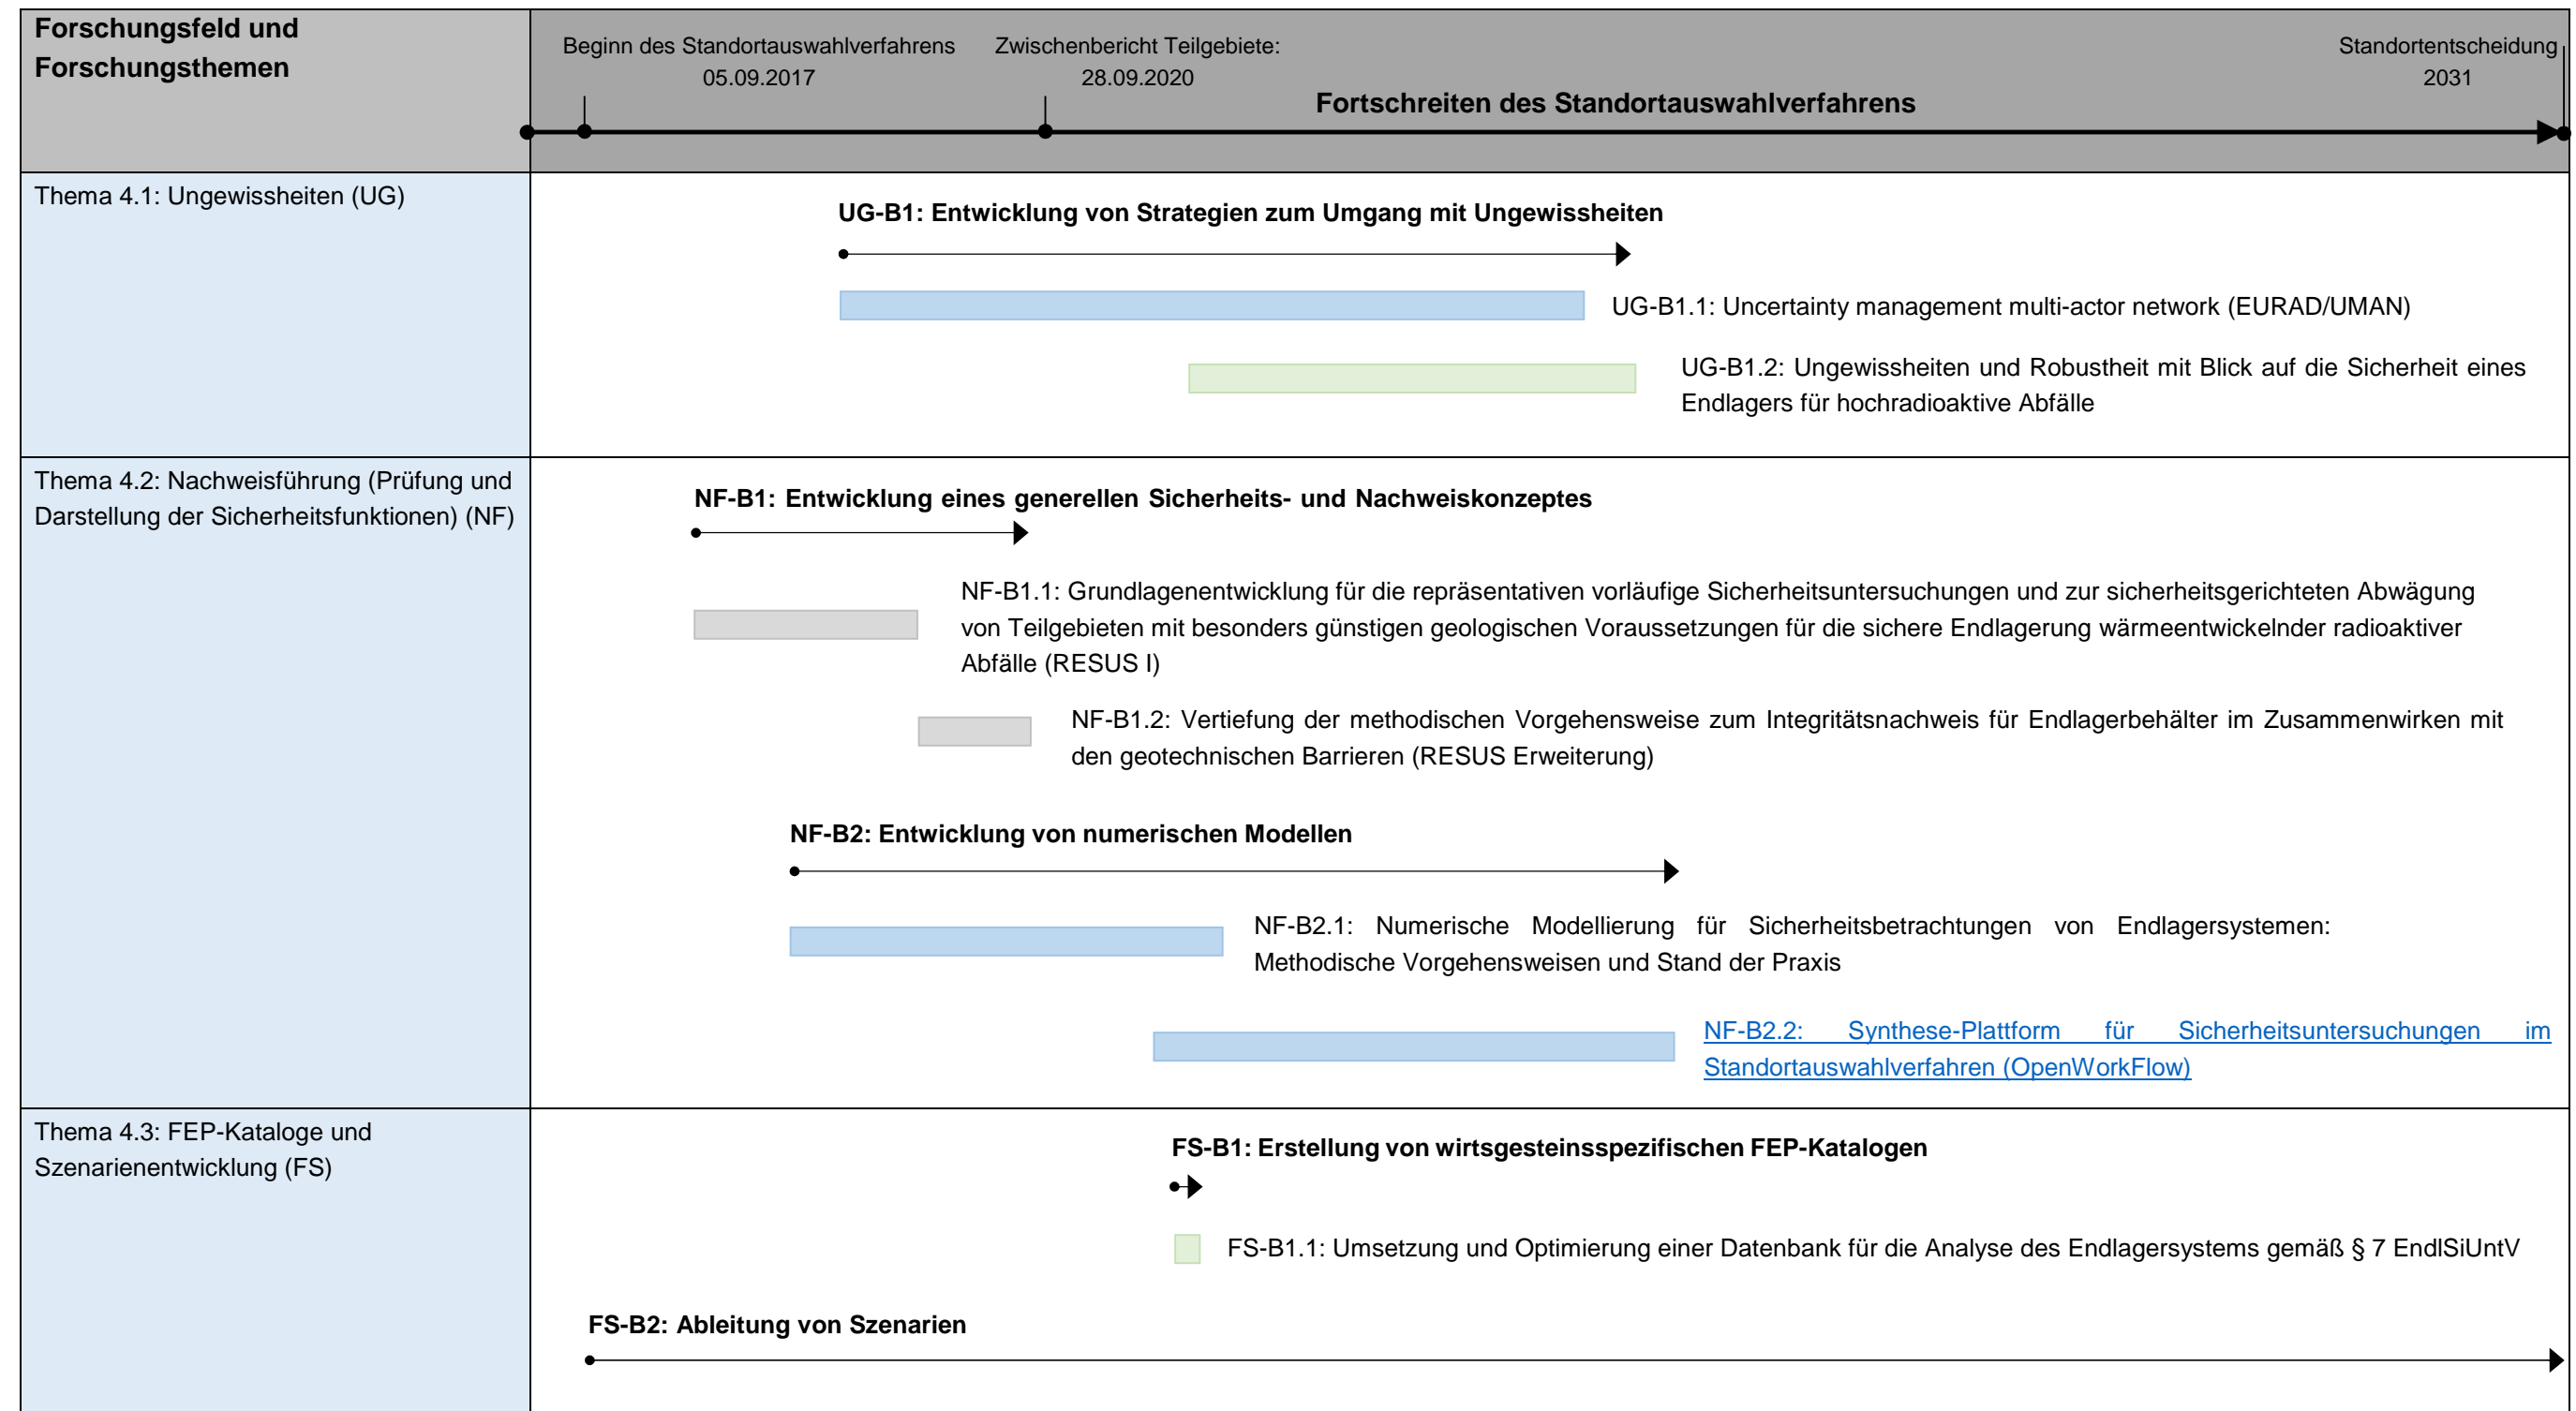 Forschungsfeld und
Forschungsthemen
Beginn des Standortauswahlverfahrens
05.09.2017
Zwischenbericht Teilgebiete:
28.09.2020
Standortentscheidung
2031
Fortschreiten des Standortauswahlverfahrens
Thema 4.1: Ungewissheiten (UG)
UG-B1: Entwicklung von Strategien zum Umgang mit Ungewissheiten
UG-B1.1: Uncertainty management multi-actor network (EURAD/UMAN)
UG-B1.2: Ungewissheiten und Robustheit mit Blick auf die Sicherheit eines
Endlagers für hochradioaktive Abfälle
Thema 4.2: Nachweisführung (Prüfung und
Darstellung der Sicherheitsfunktionen) (NF)
NF-B1: Entwicklung eines generellen Sicherheits- und Nachweiskonzeptes
NF-B1.1: Grundlagenentwicklung für die repräsentativen vorläufige Sicherheitsuntersuchungen und zur sicherheitsgerichteten Abwägung
von Teilgebieten mit besonders günstigen geologischen Voraussetzungen für die sichere Endlagerung wärmeentwickelnder radioaktiver
Abfälle (RESUS I)
NF-B1.2: Vertiefung der methodischen Vorgehensweise zum Integritätsnachweis für Endlagerbehälter im Zusammenwirken mit
den geotechnischen Barrieren (RESUS Erweiterung)
NF-B2: Entwicklung von numerischen Modellen
NF-B2.1: Numerische Modellierung für Sicherheitsbetrachtungen von Endlagersystemen:
Methodische Vorgehensweisen und Stand der Praxis
NF-B2.2: Synthese-Plattform für Sicherheitsuntersuchungen im
Standortauswahlverfahren (OpenWorkFlow)
Thema 4.3: FEP-Kataloge und
Szenarienentwicklung (FS)
FS-B1: Erstellung von wirtsgesteinsspezifischen FEP-Katalogen
FS-B1.1: Umsetzung und Optimierung einer Datenbank für die Analyse des Endlagersystems gemäß § 7 EndlSiUntV
FS-B2: Ableitung von Szenarien